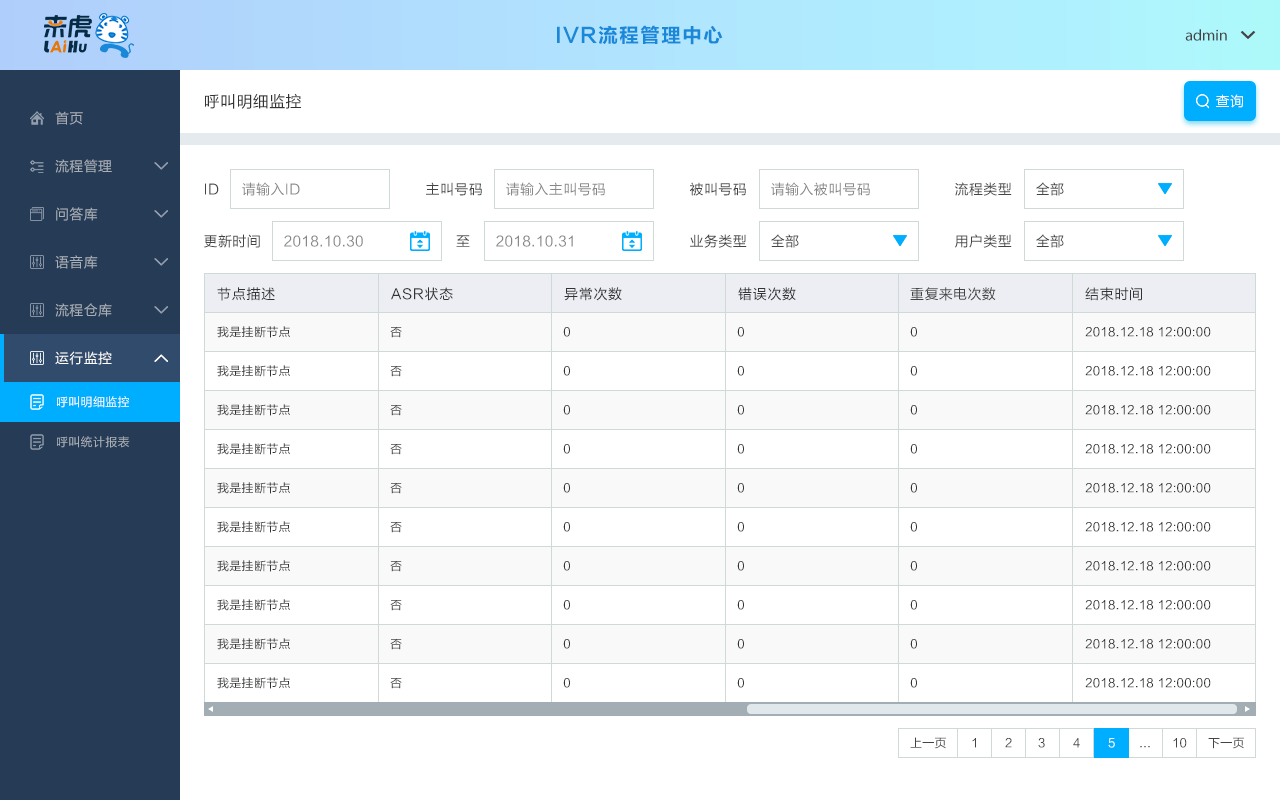 来虎
LAiHu
IVR流程管理中心
admin
首页
流程管理
问答库
语音库
流程仓库
运行监控
呼叫明细监控
呼叫统计报表
呼叫明细监控
查询
ID 请输入ID 主叫号码 请输入主叫号码 被叫号码 请输入被叫号码 流程类型 全部
更新时间 2018.10.30 至 2018.10.31 业务类型 全部 用户类型 全部
节点描述 ASR状态 异常次数 错误次数 重复来电次数 结束时间
我是挂断节点 否 0 0 0 2018.12.18 12:00:00
我是挂断节点 否 0 0 0 2018.12.18 12:00:00
我是挂断节点 否 0 0 0 2018.12.18 12:00:00
我是挂断节点 否 0 0 0 2018.12.18 12:00:00
我是挂断节点 否 0 0 0 2018.12.18 12:00:00
我是挂断节点 否 0 0 0 2018.12.18 12:00:00
我是挂断节点 否 0 0 0 2018.12.18 12:00:00
我是挂断节点 否 0 0 0 2018.12.18 12:00:00
我是挂断节点 否 0 0 0 2018.12.18 12:00:00
我是挂断节点 否 0 0 0 2018.12.18 12:00:00
上一页 1 2 3 4 5 ... 10 下一页